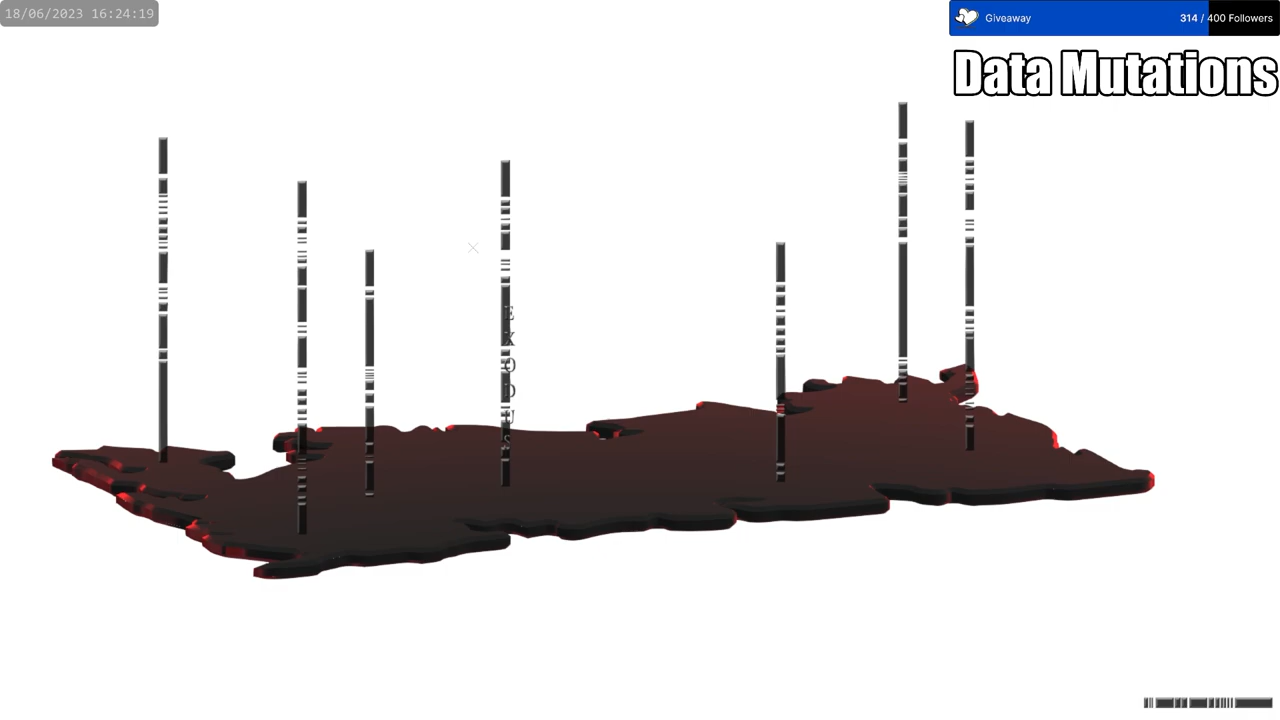 18/06/2023 16:24:19
Giveaway
314 / 400 Followers
Data Mutations
EXODUS